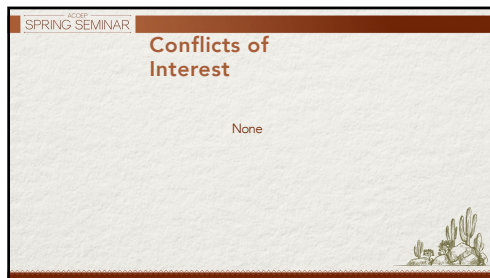 ACOEP
SPRING SEMINAR
Conflicts of
Interest
None